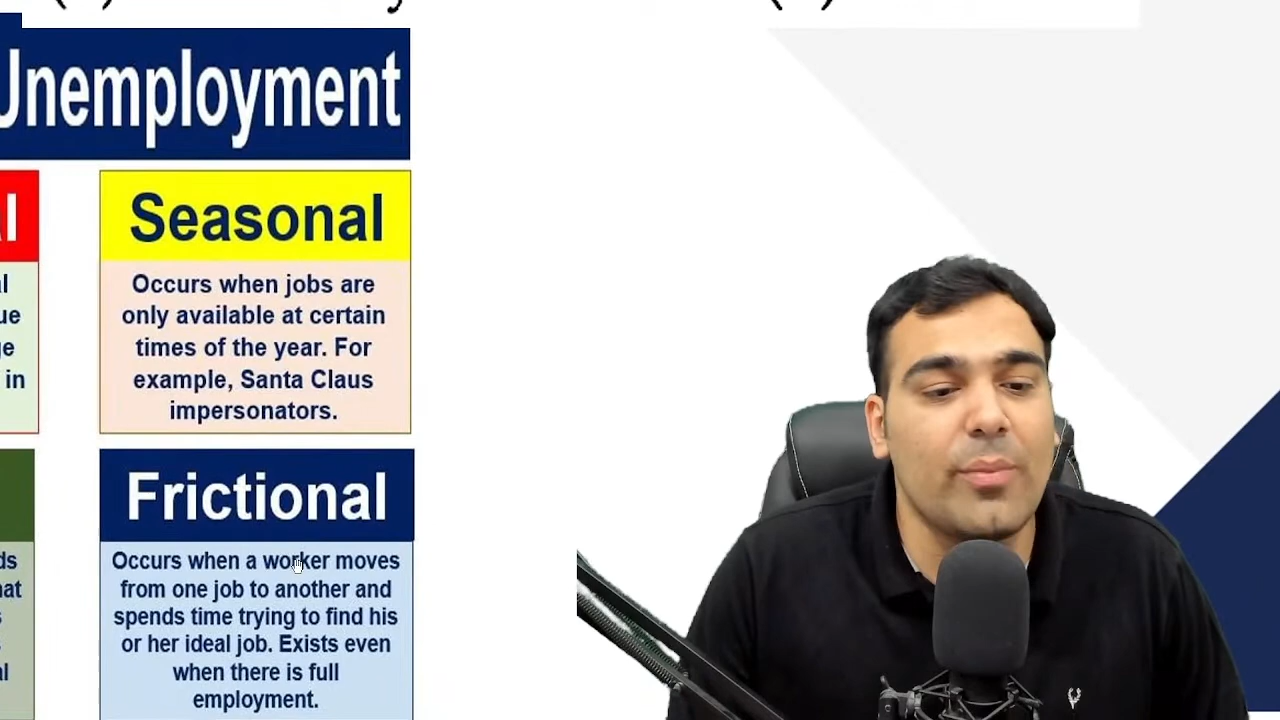 Unemployment
Seasonal
Occurs when jobs are
only available at certain
times of the year. For
example, Santa Claus
impersonators.
in
Frictional
Occurs when a worker moves
from one job to another and
spends time trying to find his
or her ideal job. Exists even
when there is full
employment.